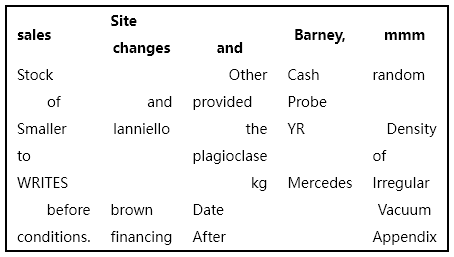 sales Site changes and Barney, mmm
Stock Other Cash random
of and provided Probe
Smaller Ianniello the YR Density
to plagioclase of
WRITES kg Mercedes Irregular
before brown Date Vacuum
conditions. financing After Appendix